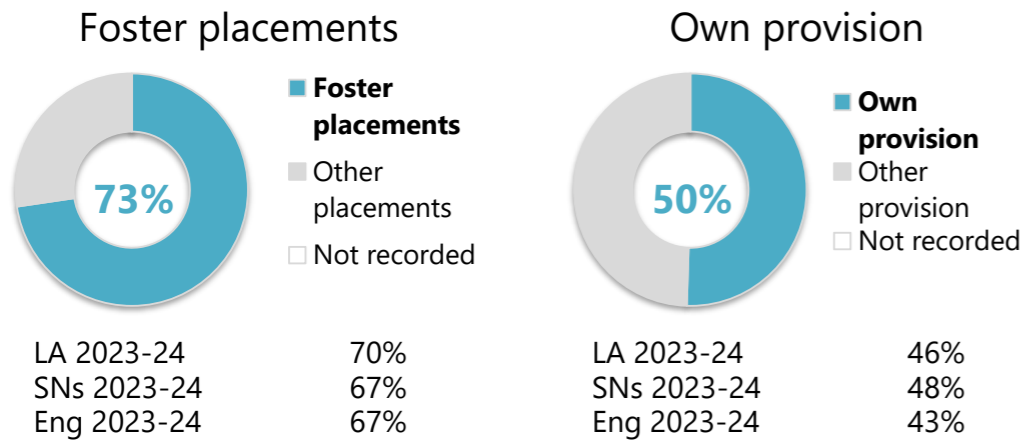 Foster placements
73%
Foster
placements
Other
placements
Not recorded
LA 2023-24 70%
SNs 2023-24 67%
Eng 2023-24 67%
Own provision
50%
Own
provision
Other
provision
Not recorded
LA 2023-24 46%
SNs 2023-24 48%
Eng 2023-24 43%